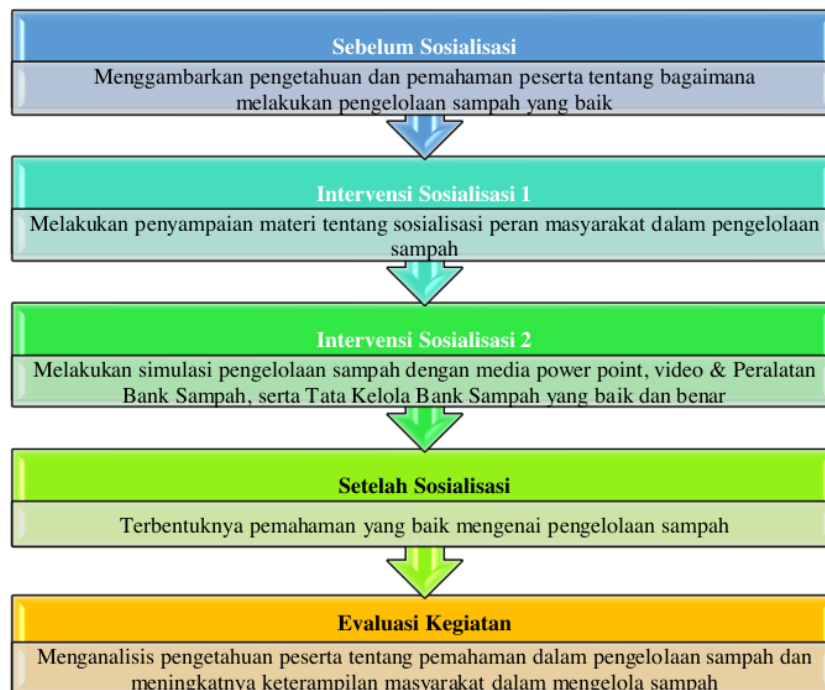 Sebelum Sosialisasi
Menggambarkan pengetahuan dan pemahaman peserta tentang bagaimana
melakukan pengelolaan sampah yang baik
Intervensi Sosialisasi 1
Melakukan penyampaian materi tentang sosialisasi peran masyarakat dalam pengelolaan
sampah
Intervensi Sosialisasi 2
Melakukan simulasi pengelolaan sampah dengan media power point, video & Peralatan
Bank Sampah, serta Tata Kelola Bank Sampah yang baik dan benar
Setelah Sosialisasi
Terbentuknya pemahaman yang baik mengenai pengelolaan sampah
Evaluasi Kegiatan
Menganalisis pengetahuan peserta tentang pemahaman dalam pengelolaan sampah dan
meningkatnya keterampilan masyarakat dalam mengelola sampah